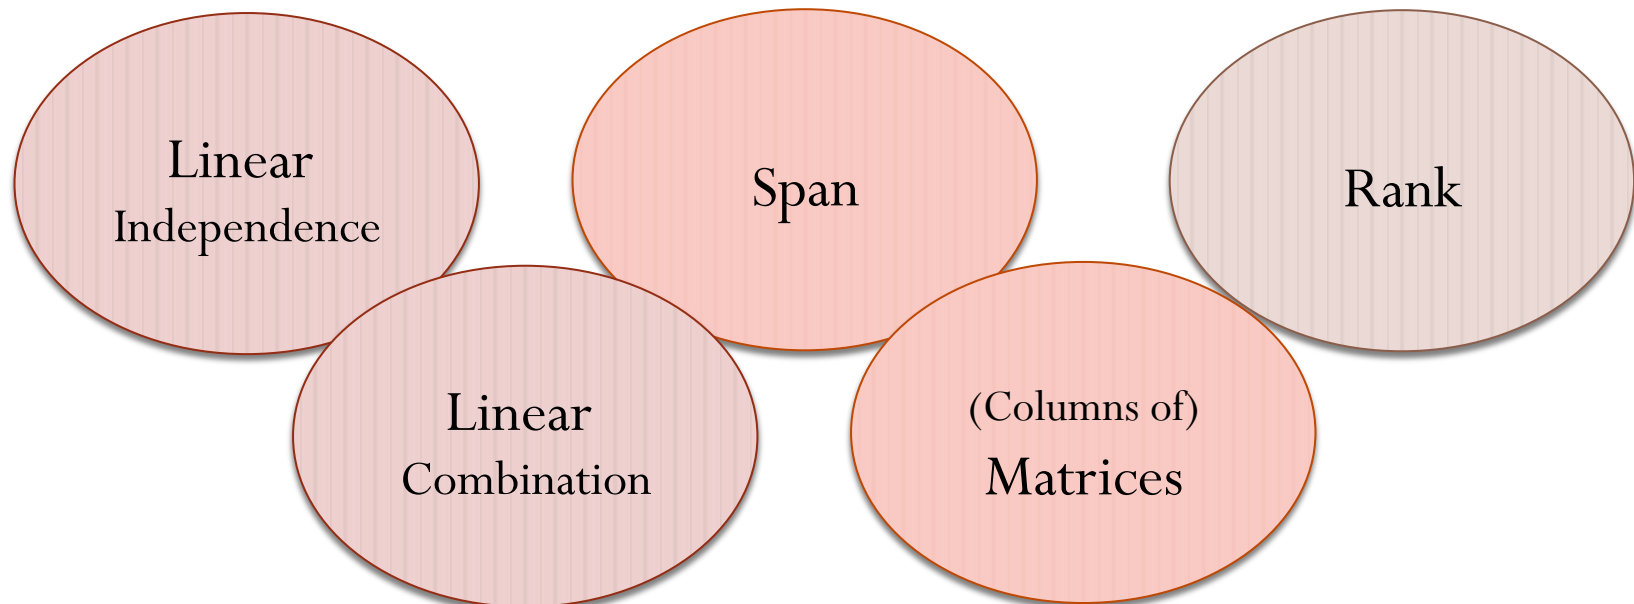 Linear
Independence
Span
Rank
Linear
Combination
(Columns of)
Matrices